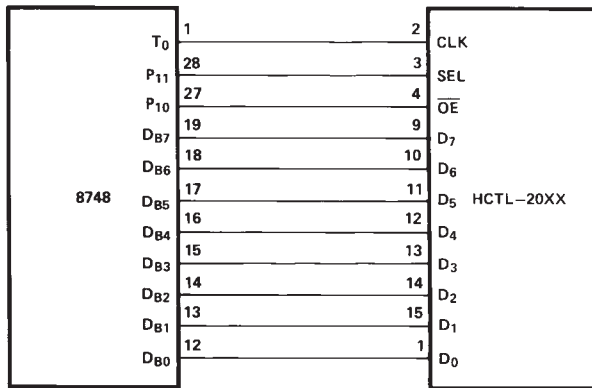 T0 1 2 CLK
P11 28 3 SEL
P10 27 4 O̅E̅
DB7 19 9 D7
DB6 18 10 D6
8748 DB5 17 11 D5 HCTL–20XX
DB4 16 12 D4
DB3 15 13 D3
DB2 14 14 D2
DB1 13 15 D1
DB0 12 1 D0